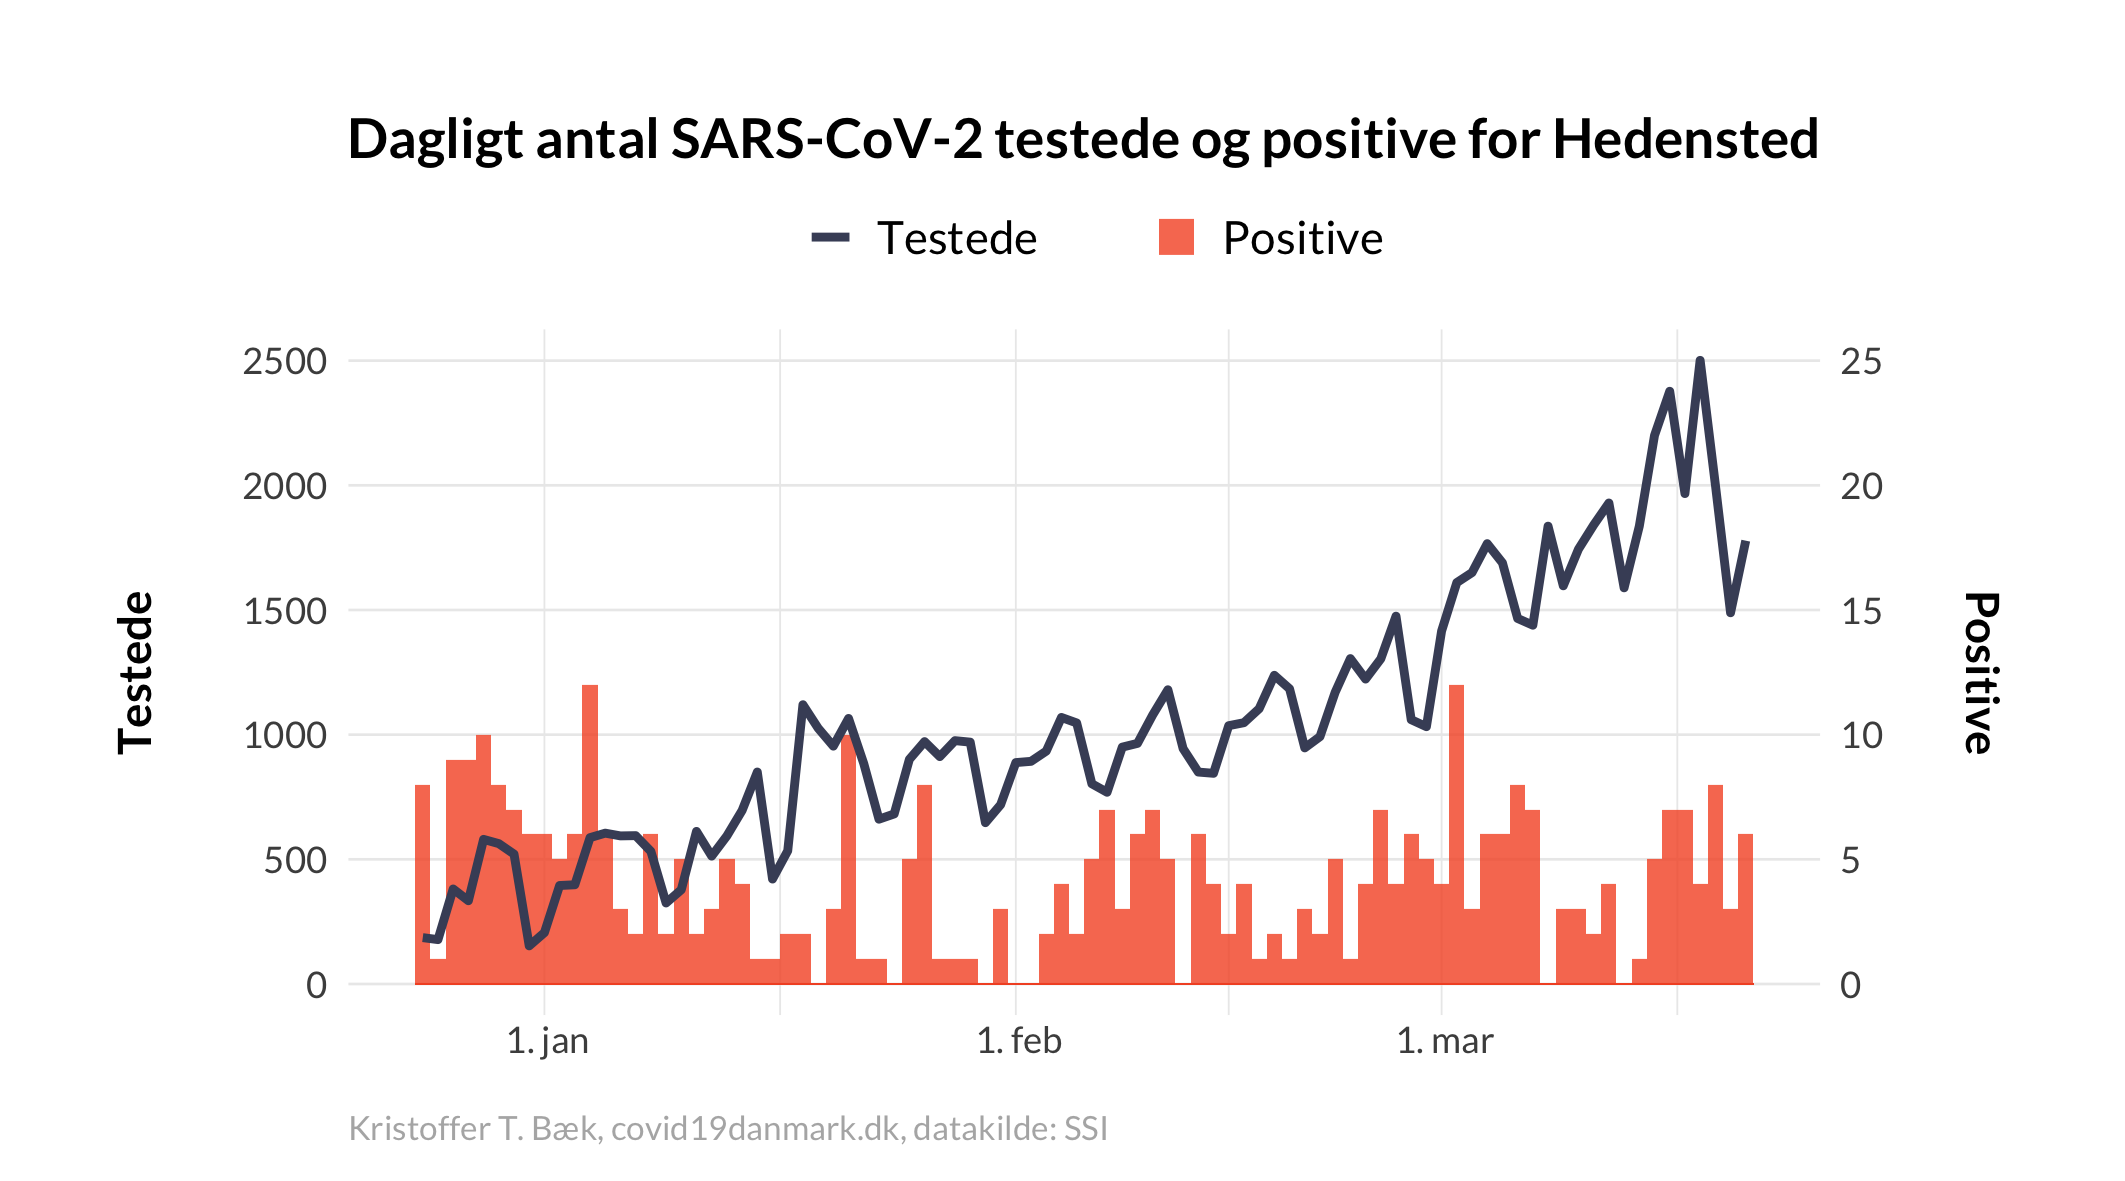 Dagligt antal SARS-CoV-2 testede og positive for Hedensted
Testede
Positive
2500
2000
1500
1000
500
0
Testede
25
20
15
10
5
0
Positive
1. jan
1. feb
1. mar
Kristoffer T. Bæk, covid19danmark.dk, datakilde: SSI